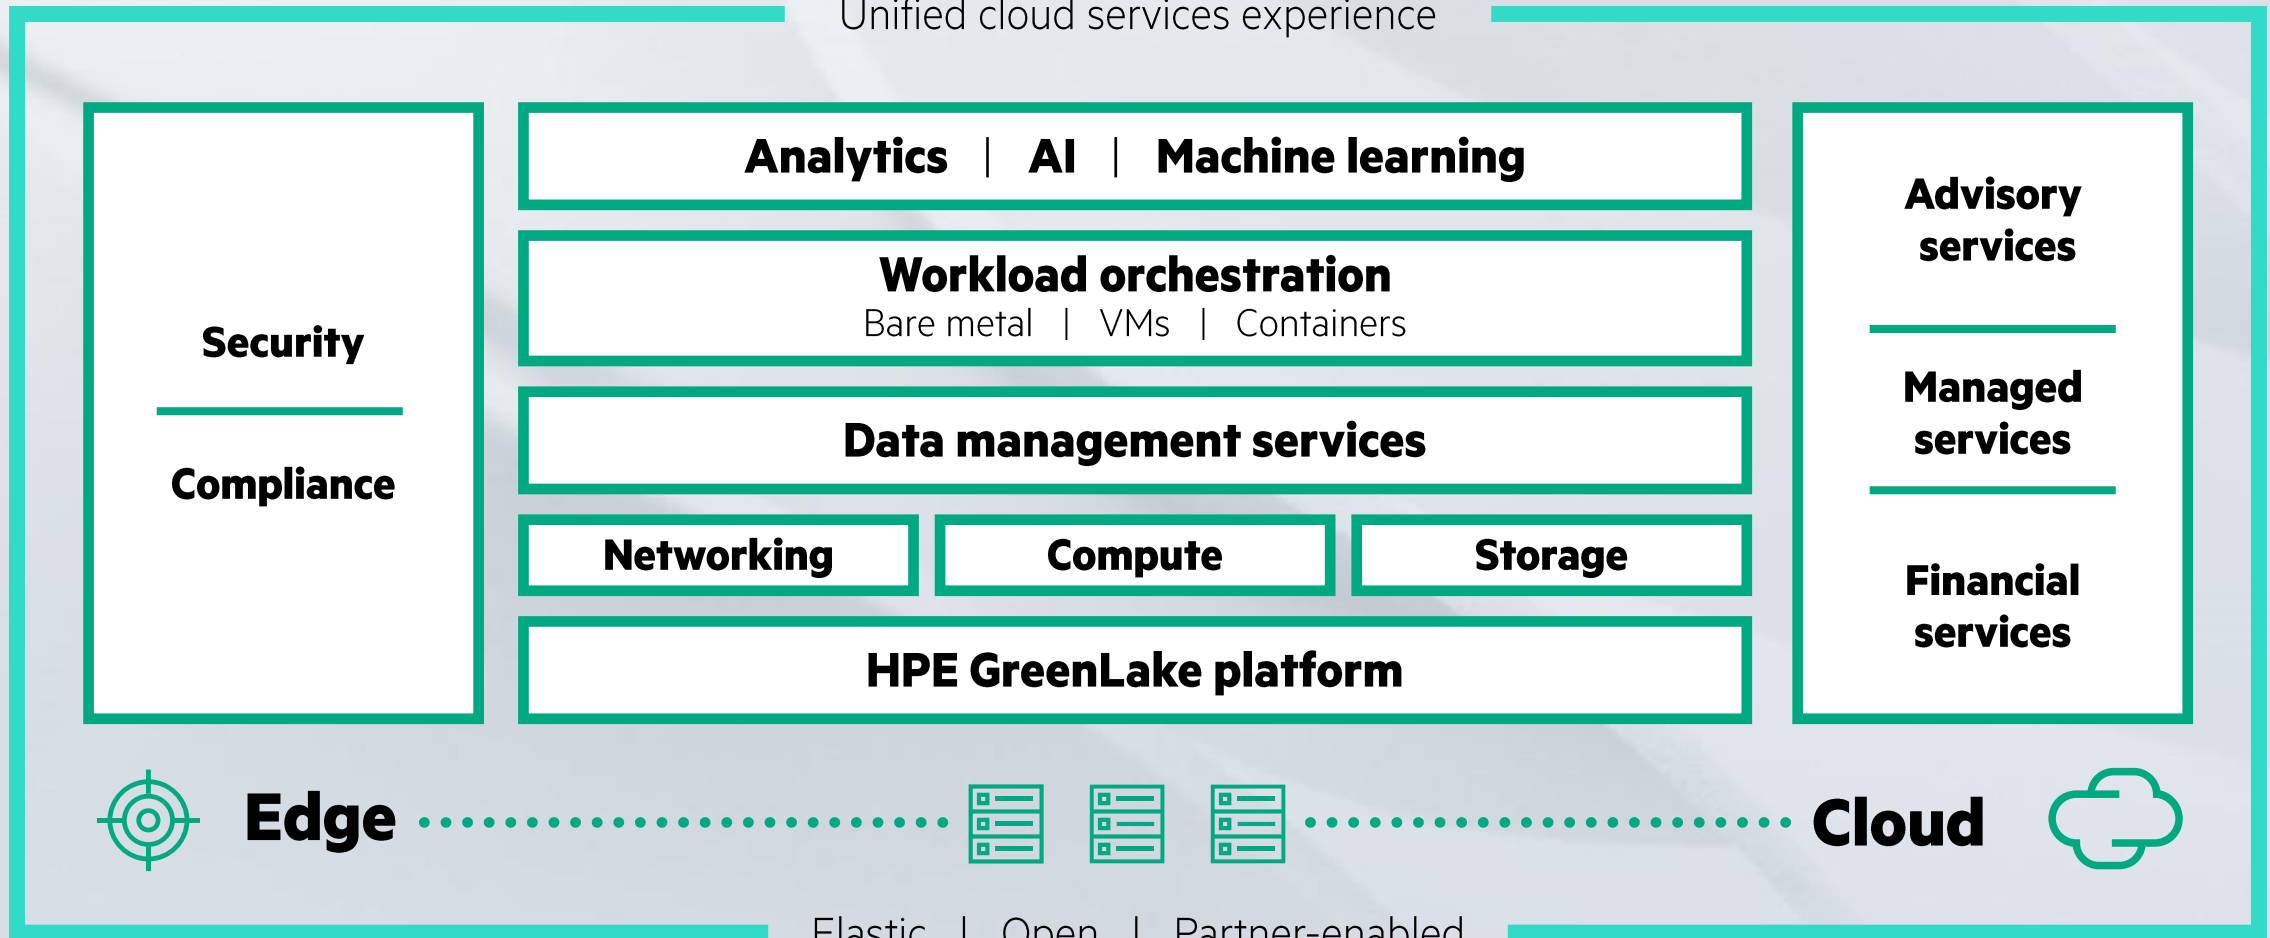 Unified cloud services experience
Security
Compliance
Analytics | AI | Machine learning
Workload orchestration
Bare metal | VMs | Containers
Data management services
Networking
Compute
Storage
HPE GreenLake platform
Advisory
services
Managed
services
Financial
services
Edge
Cloud
Elastic | Open | Partner-enabled